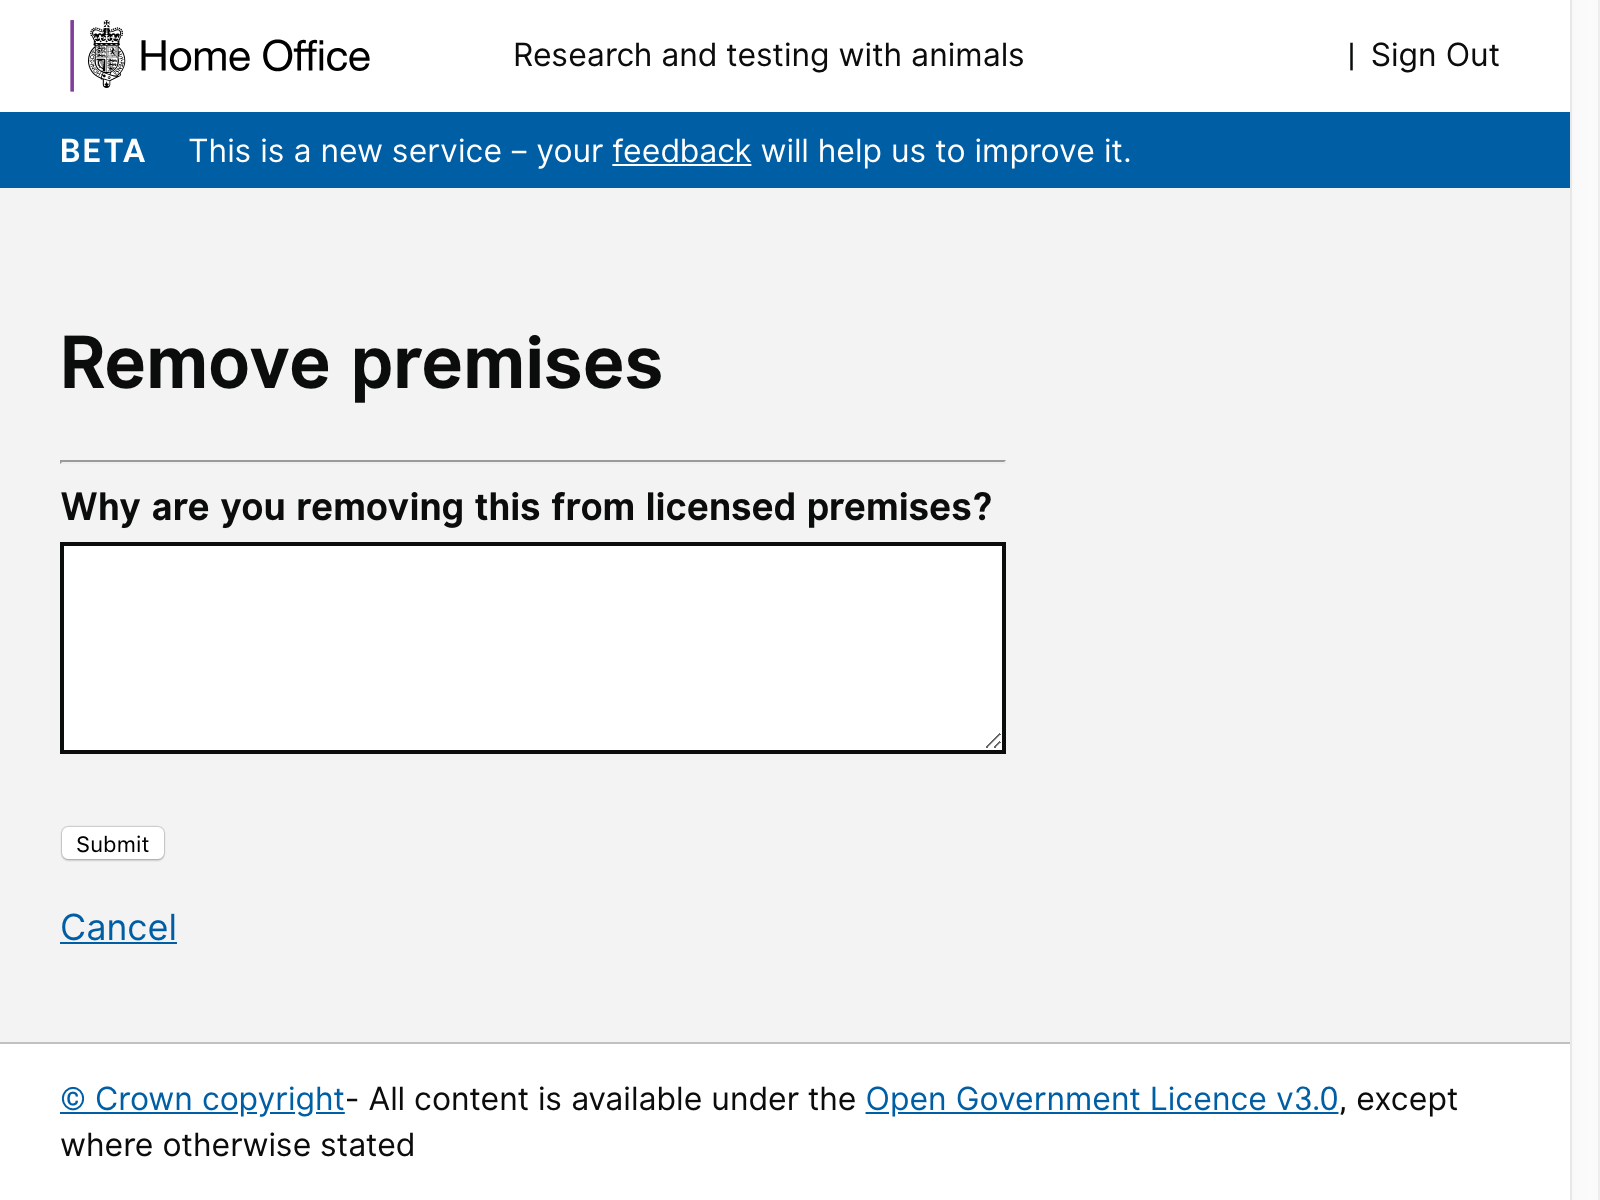 Home Office
Research and testing with animals
| Sign Out
BETA This is a new service – your feedback will help us to improve it.
Remove premises
Why are you removing this from licensed premises?
Submit
Cancel
© Crown copyright- All content is available under the Open Government Licence v3.0, except
where otherwise stated